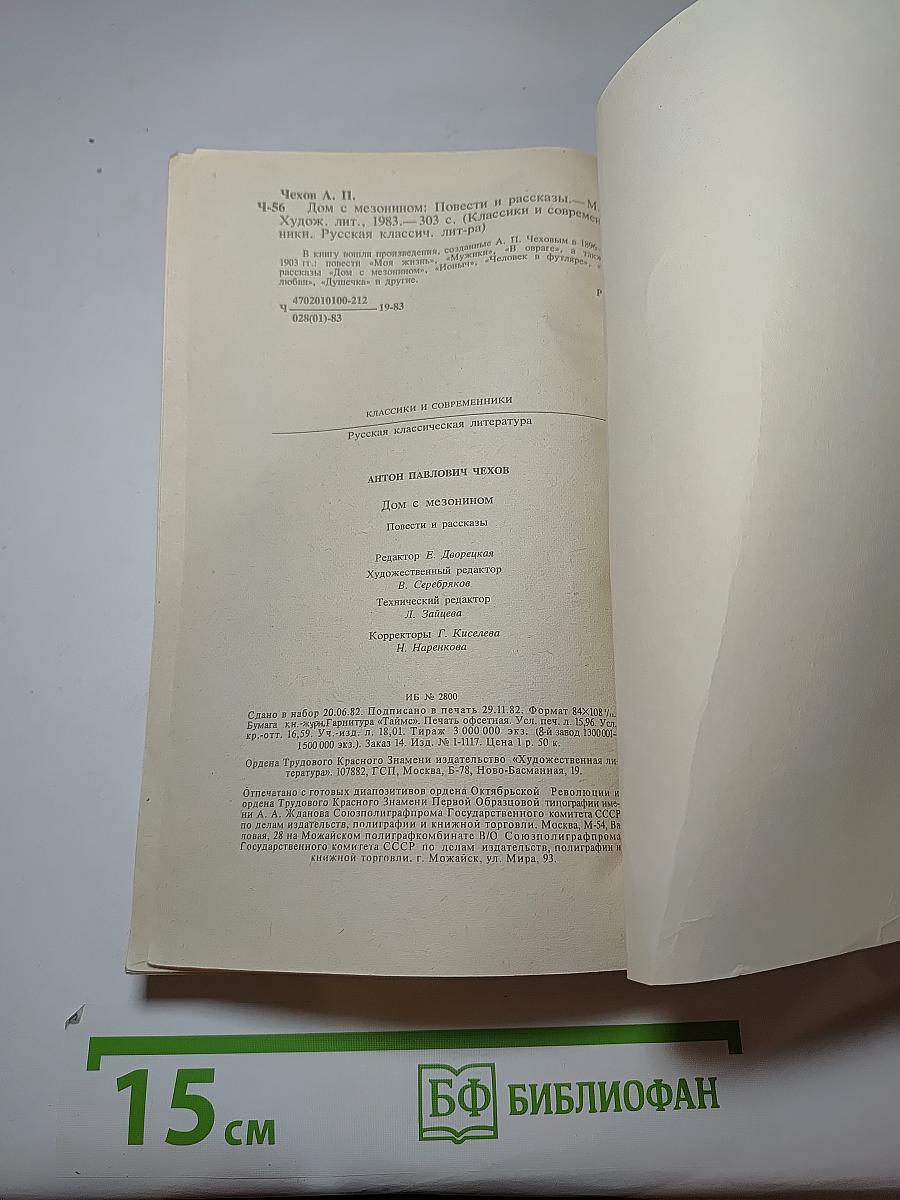 Чехов А. П.
Ч-56 Дом с мезонином: Повести и рассказы.— М.
Худож. лит., 1983.— 303 с. (Классики и современ
ники. Русская классич. лит-ра)
В книгу вошли произведения, созданные А. П. Чеховым в 1896
1903 гг.: повести «Моя жизнь», «Мужики», «В овраге», а так
рассказы «Дом с мезонином», «Ионыч», «Человек в футляре», «
любви», «Душечка» и другие.
Р
Ч 4702010100-212 19-83
028(01)-83
КЛАССИКИ И СОВРЕМЕННИКИ
Русская классическая литература
АНТОН ПАВЛОВИЧ ЧЕХОВ
Дом с мезонином
Повести и рассказы
Редактор Е. Дворецкая
Художественный редактор
В. Серебряков
Технический редактор
Л. Зайцева
Корректоры Г. Киселева
Н. Наренкова
ИБ № 2800
Сдано в набор 20.06.82. Подписано в печать 29.11.82. Формат 84×108
Бумага кн.-журн. Гарнитура «Таймс». Печать офсетная. Усл. печ. л. 15,96. Усл.
кр.-отт. 16,59. Уч.-изд. л. 18,01. Тираж 3 000 000 экз. (8-й завод 1300001-
1500 000 экз.). Заказ 14. Изд. № 1-1117. Цена 1 р. 50 к.
Ордена Трудового Красного Знамени издательство «Художественная ли
тература». 107882, ГСП, Москва, Б-78, Ново-Басманная, 19.
Отпечатано с готовых диапозитивов ордена Октябрьской Революции и
ордена Трудового Красного Знамени Первой Образцовой типографии име-
ни А. А. Жданова Союзполиграфпрома Государственного комитета СССР
по делам издательств, полиграфии и книжной торговли. Москва, М-54, Ва
ловая, 28 на Можайском полиграфкомбинате В/О Союзполиграфпрома
Государственного комитета СССР по делам издательств, полиграфии и
книжной торговли. г. Можайск, ул. Мира, 93.
15 см
БФ БИБЛИОФАН